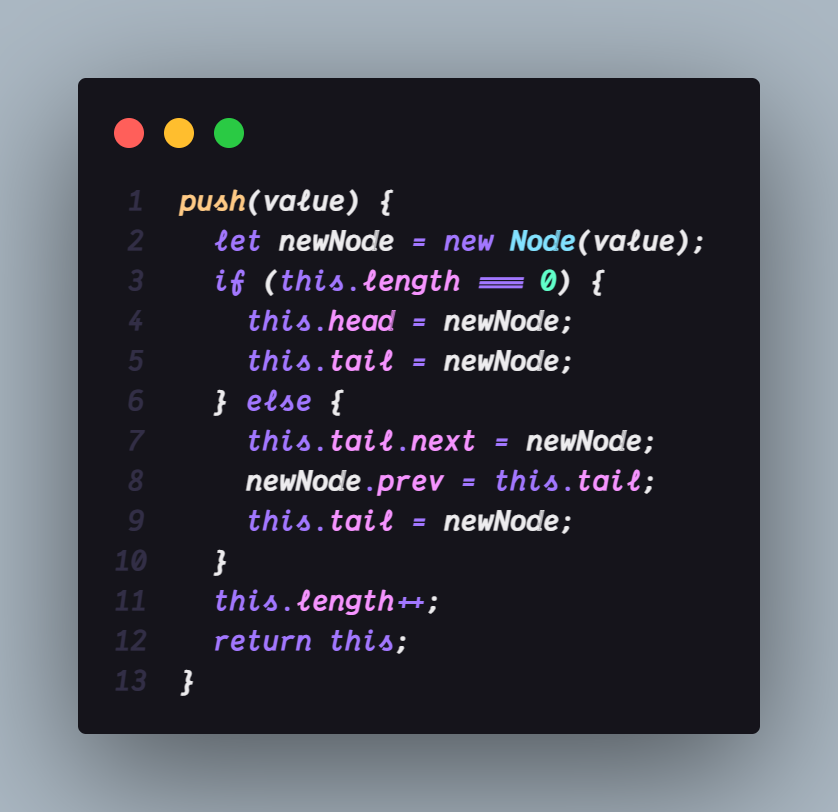 1 push(value) {
2 let newNode = new Node(value);
3 if (this.length === 0) {
4 this.head = newNode;
5 this.tail = newNode;
6 } else {
7 this.tail.next = newNode;
8 newNode.prev = this.tail;
9 this.tail = newNode;
10 }
11 this.length++;
12 return this;
13 }